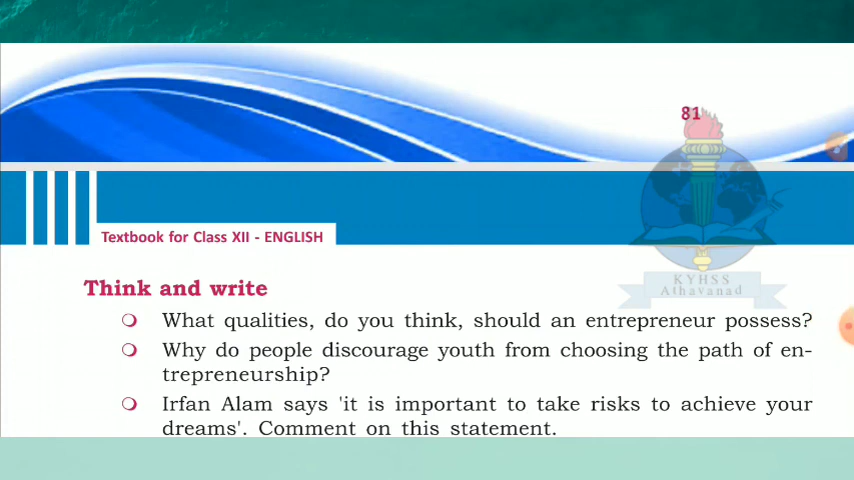 81
Textbook for Class XII - ENGLISH
KYHSS
Athavanad
Think and write
What qualities, do you think, should an entrepreneur possess?
Why do people discourage youth from choosing the path of en-
trepreneurship?
Irfan Alam says 'it is important to take risks to achieve your
dreams'. Comment on this statement.